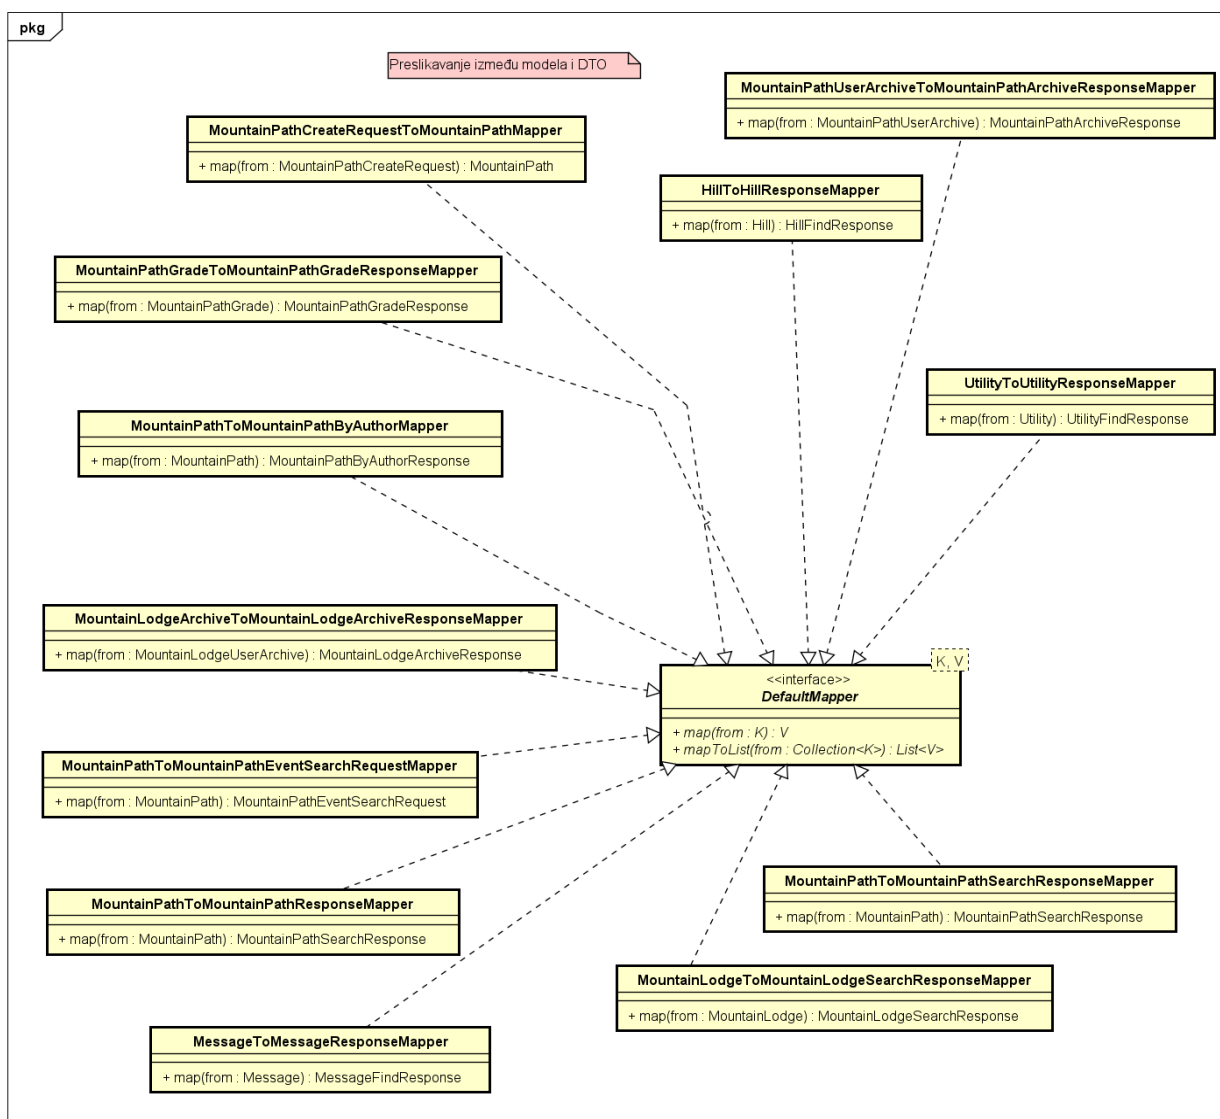 pkg
Preslikavanje između modela i DTO
MountainPathUserArchiveToMountainPathArchiveResponseMapper
+ map(from : MountainPathUserArchive) : MountainPathArchiveResponse
MountainPathCreateRequestToMountainPathMapper
+ map(from : MountainPathCreateRequest) : MountainPath
HillToHillResponseMapper
+ map(from : Hill) : HillFindResponse
MountainPathGradeToMountainPathGradeResponseMapper
+ map(from : MountainPathGrade) : MountainPathGradeResponse
UtilityToUtilityResponseMapper
+ map(from : Utility) : UtilityFindResponse
MountainPathToMountainPathByAuthorMapper
+ map(from : MountainPath) : MountainPathByAuthorResponse
MountainLodgeArchiveToMountainLodgeArchiveResponseMapper
+ map(from : MountainLodgeUserArchive) : MountainLodgeArchiveResponse
K, V
<<interface>>
DefaultMapper
+ map(from : K) : V
+ mapToList(from : Collection<K>) : List<V>
MountainPathToMountainPathEventSearchRequestMapper
+ map(from : MountainPath) : MountainPathEventSearchRequest
MountainPathToMountainPathSearchResponseMapper
+ map(from : MountainPath) : MountainPathSearchResponse
MountainPathToMountainPathResponseMapper
+ map(from : MountainPath) : MountainPathSearchResponse
MountainLodgeToMountainLodgeSearchResponseMapper
+ map(from : MountainLodge) : MountainLodgeSearchResponse
MessageToMessageResponseMapper
+ map(from : Message) : MessageFindResponse